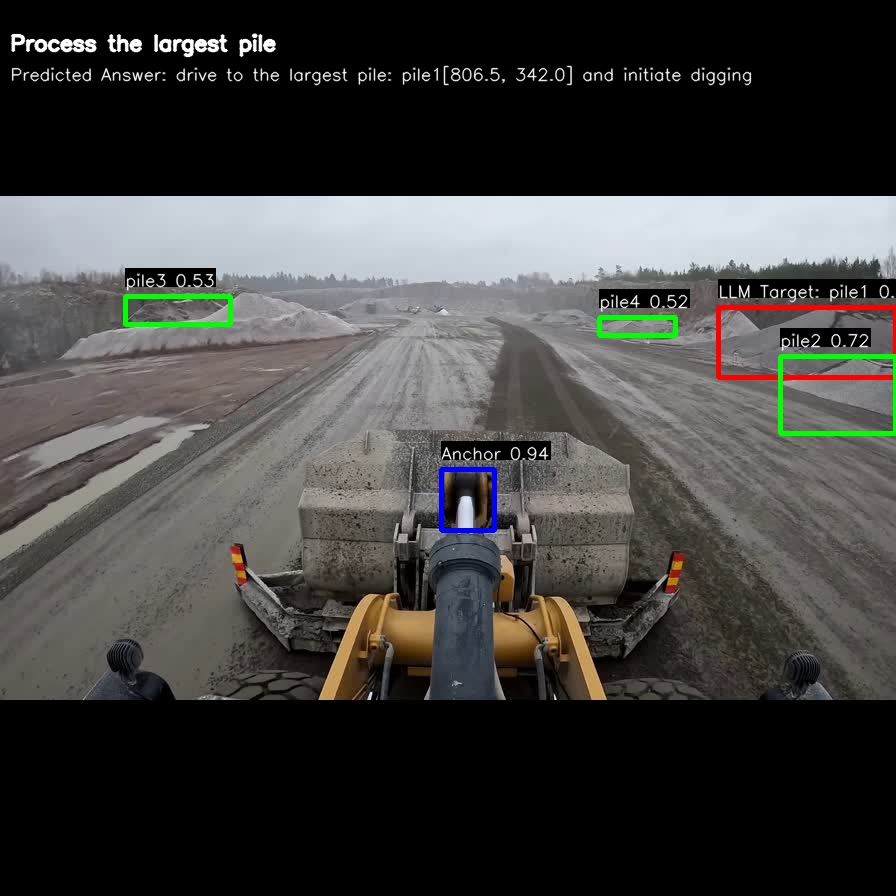 Process the largest pile
Predicted Answer: drive to the largest pile: pile1[806.5, 342.0] and initiate digging
pile3 0.53
LLM Target: pile1 0.
pile4 0.52
pile2 0.72
Anchor 0.94